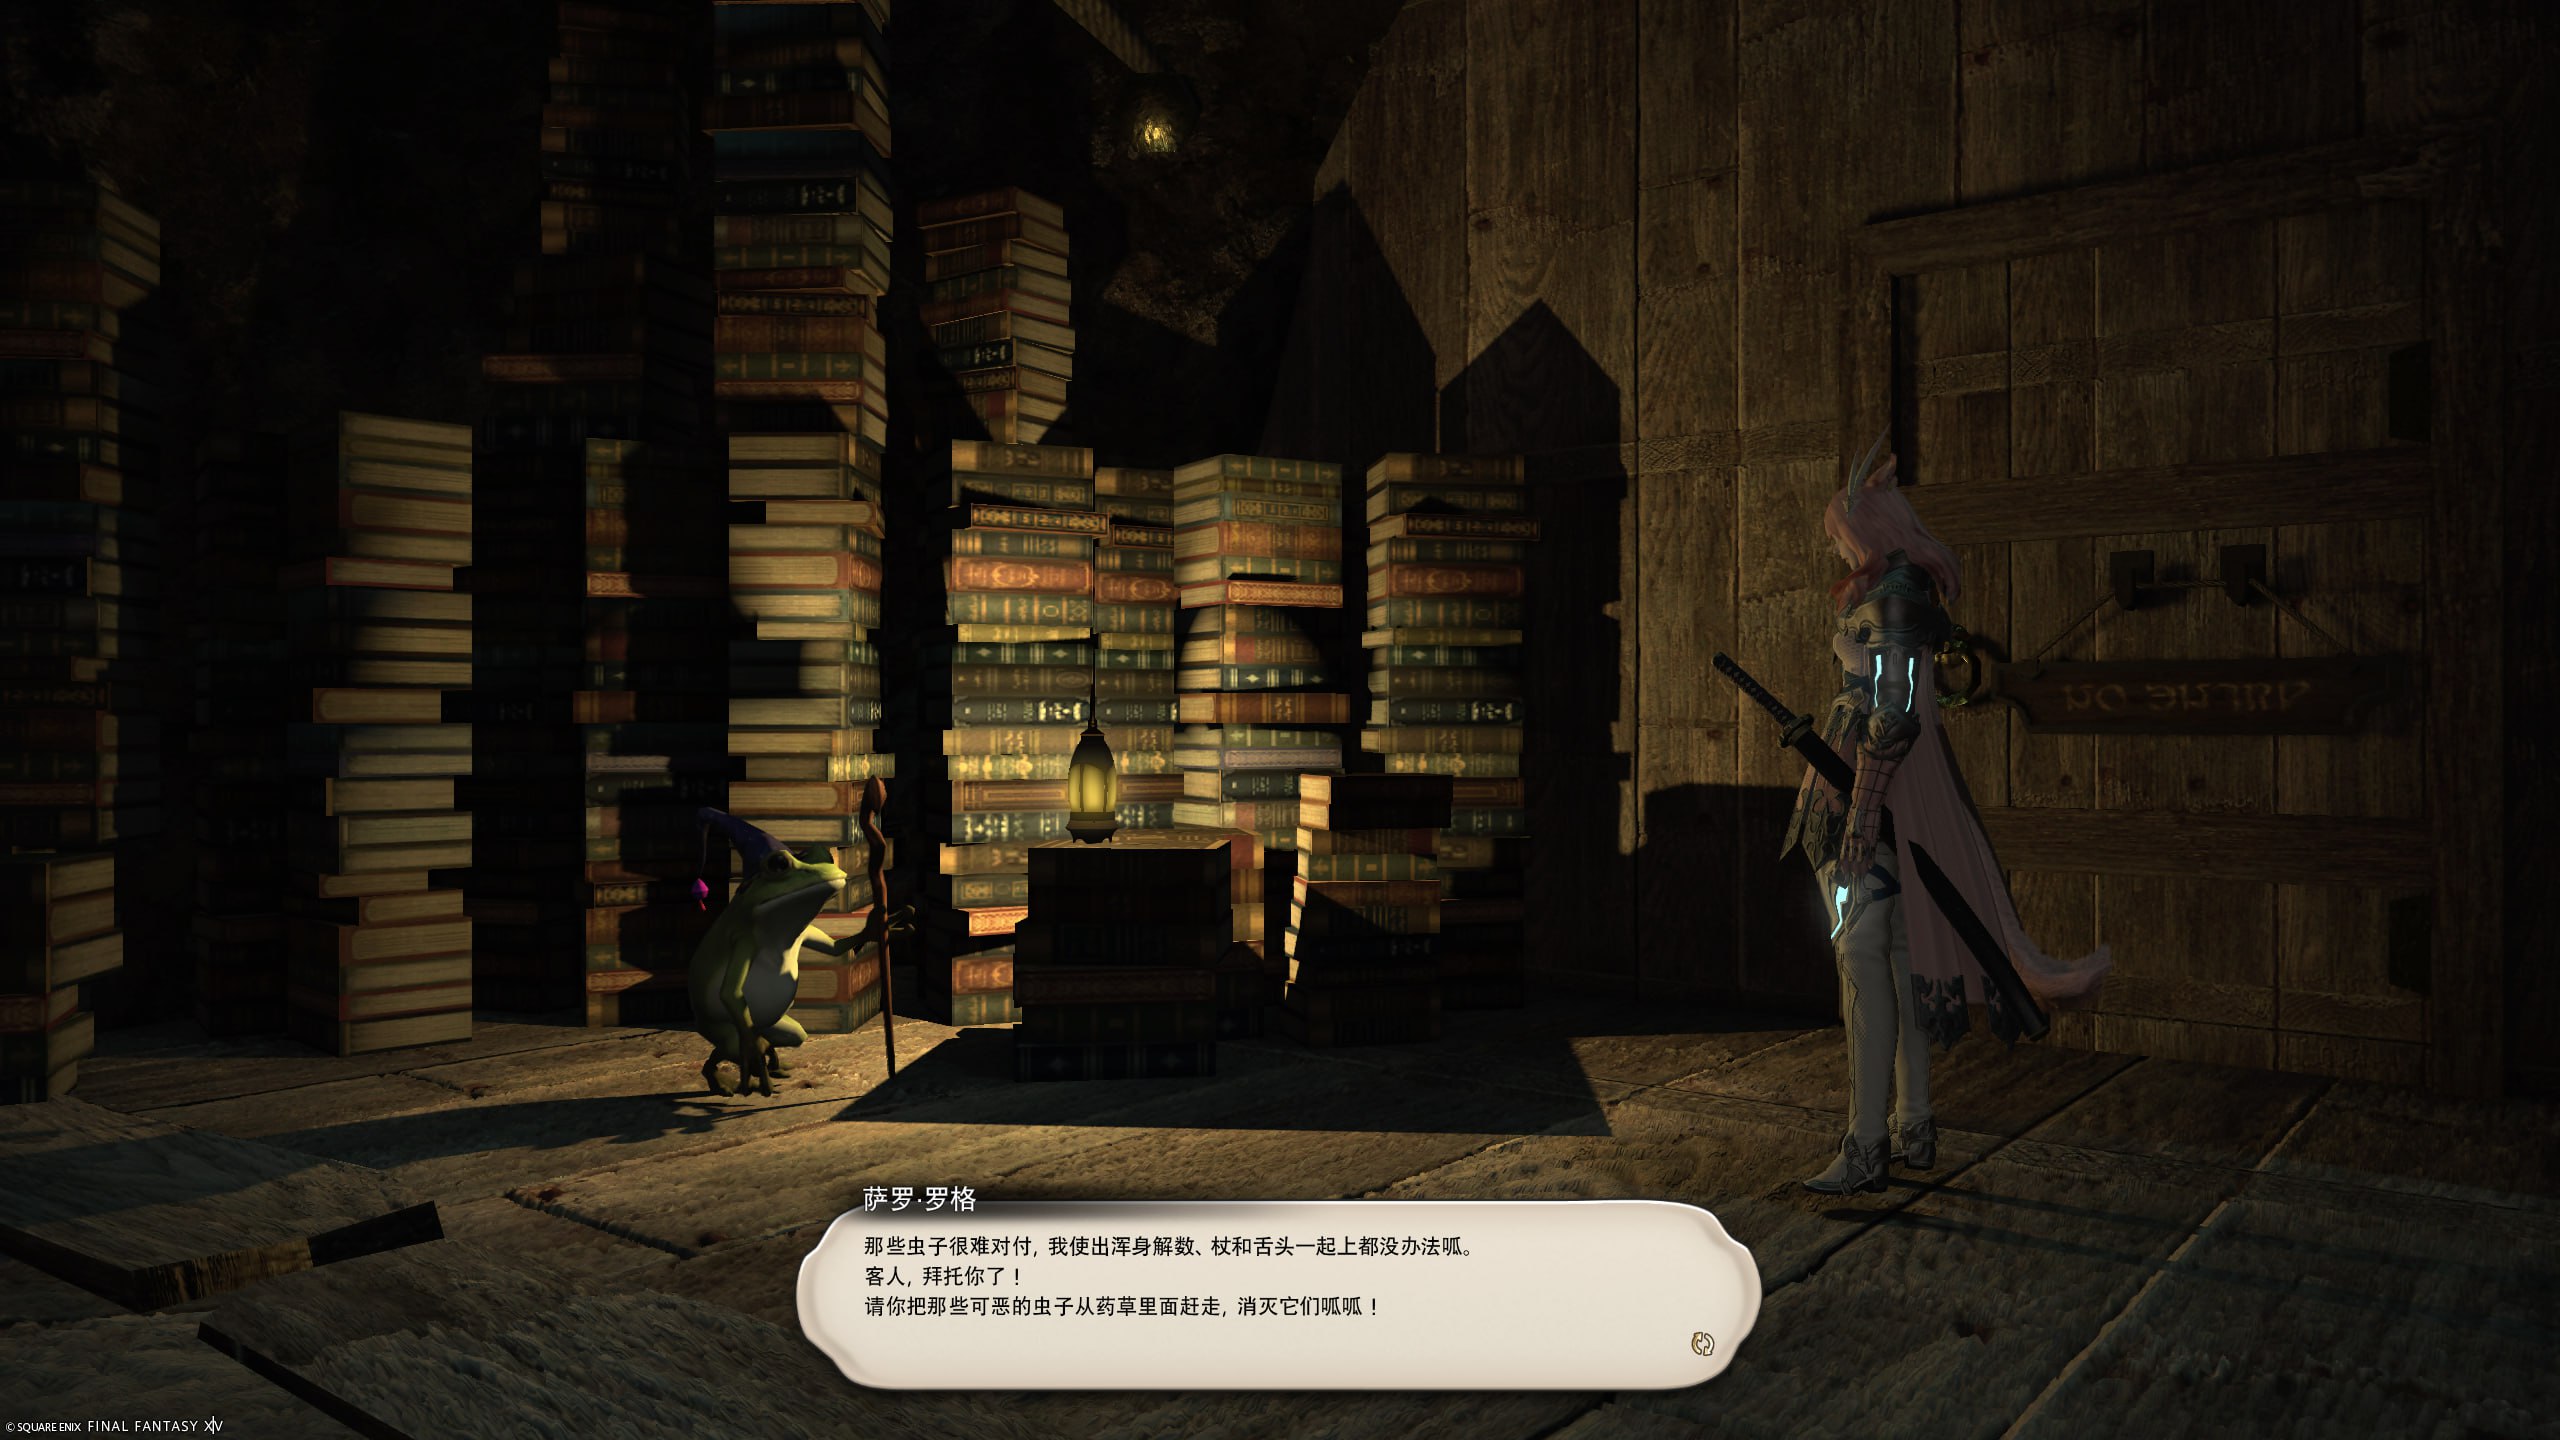 萨罗·罗格
那些虫子很难对付，我使出浑身解数、杖和舌头一起上都没办法呱。
客人，拜托你了！
请你把那些可恶的虫子从药草里面赶走，消灭它们呱呱！
© SQUARE ENIX FINAL FANTASY XIV